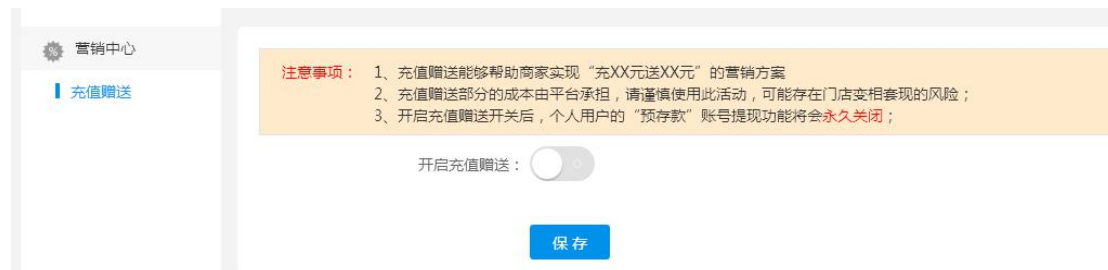 营销中心
充值赠送
注意事项： 1、充值赠送能够帮助商家实现“充XX元送XX元”的营销方案
2、充值赠送部分的成本由平台承担，请谨慎使用此活动，可能存在门店变相套现的风险；
3、开启充值赠送开关后，个人用户的“预存款”账号提现功能将会永久关闭；
开启充值赠送：
保存